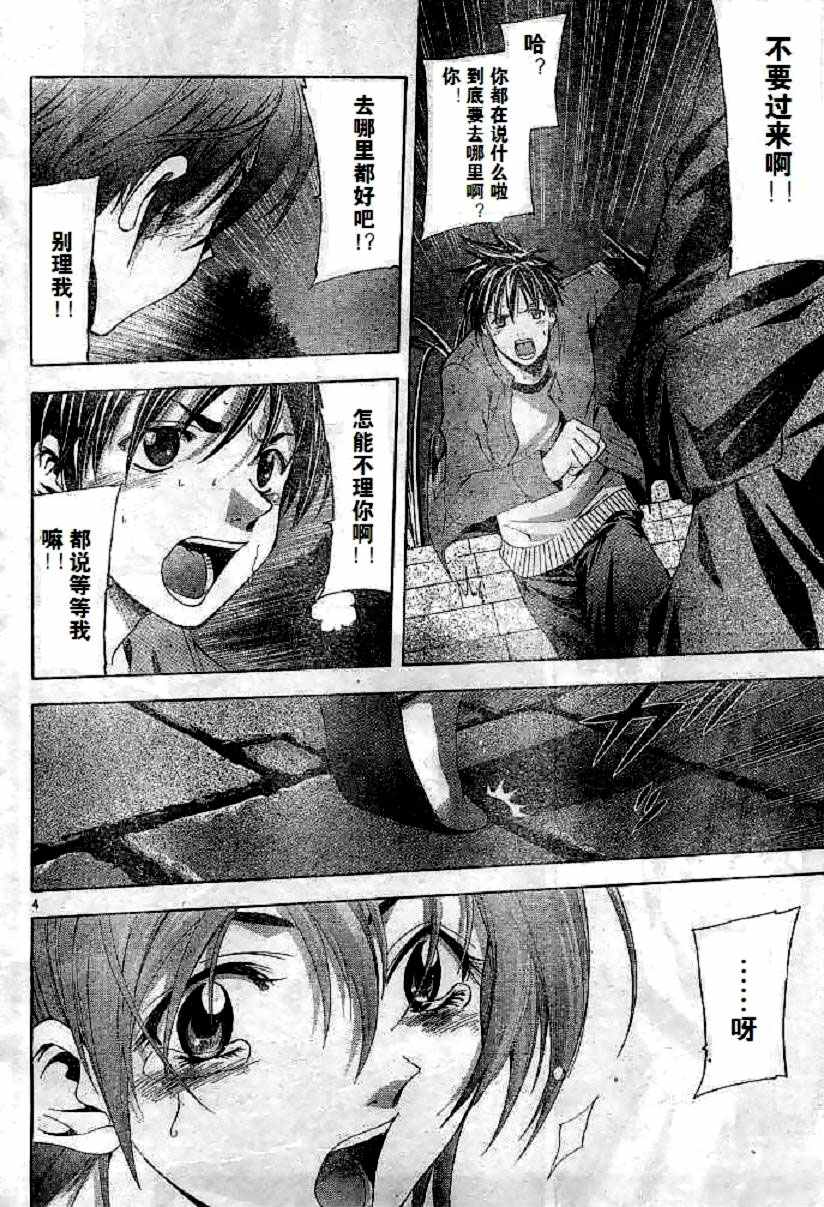 不要过来啊!!
哈?
你都在说什么啦
到底要去哪里啊?
你!
去哪里都好吧!?
别理我!!
怎能不理你啊!!
都说等等我
嘛!!
4
……呀